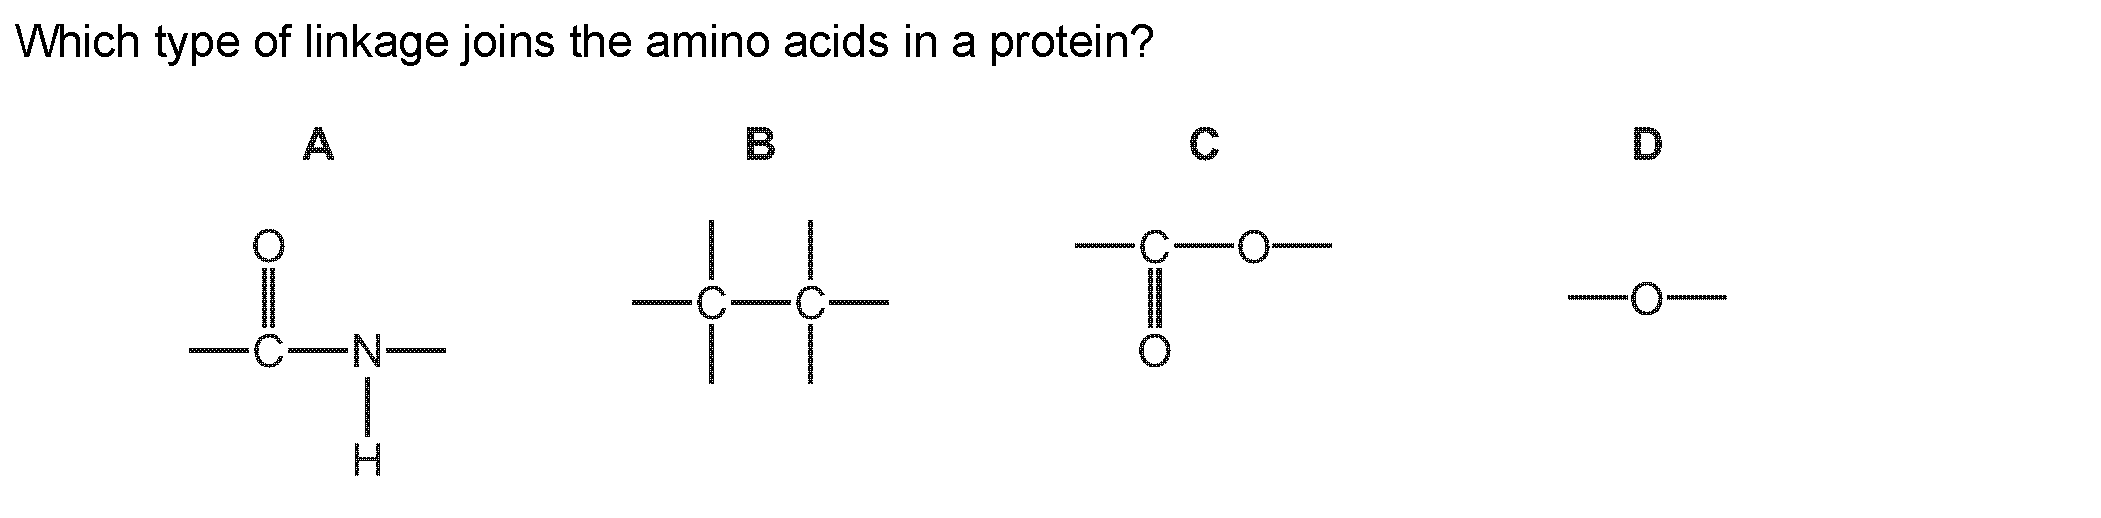 Which type of linkage joins the amino acids in a protein?
A B C D
O
C O
C C O
O
C N
H